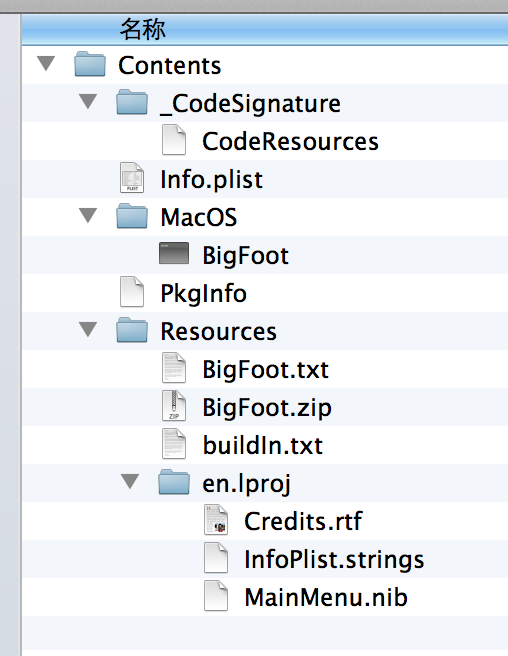 名称
Contents
_CodeSignature
CodeResources
Info.plist
MacOS
BigFoot
PkgInfo
Resources
BigFoot.txt
BigFoot.zip
buildIn.txt
en.lproj
Credits.rtf
InfoPlist.strings
MainMenu.nib